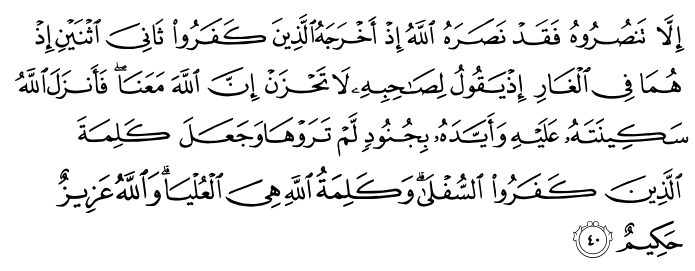 إِلَّا تَنصُرُوهُ فَقَدْ نَصَرَهُ ٱللَّهُ إِذْ أَخْرَجَهُ ٱلَّذِينَ كَفَرُوا۟ ثَانِىَ ٱثْنَيْنِ إِذْ
هُمَا فِى ٱلْغَارِ إِذْ يَقُولُ لِصَـٰحِبِهِۦ لَا تَحْزَنْ إِنَّ ٱللَّهَ مَعَنَا ۖ فَأَنزَلَ ٱللَّهُ
سَكِينَتَهُۥ عَلَيْهِ وَأَيَّدَهُۥ بِجُنُودٍ لَّمْ تَرَوْهَا وَجَعَلَ كَلِمَةَ
ٱلَّذِينَ كَفَرُوا۟ ٱلسُّفْلَىٰ ۗ وَكَلِمَةُ ٱللَّهِ هِىَ ٱلْعُلْيَا ۗ وَٱللَّهُ عَزِيزٌ
حَكِيمٌ ٤٠